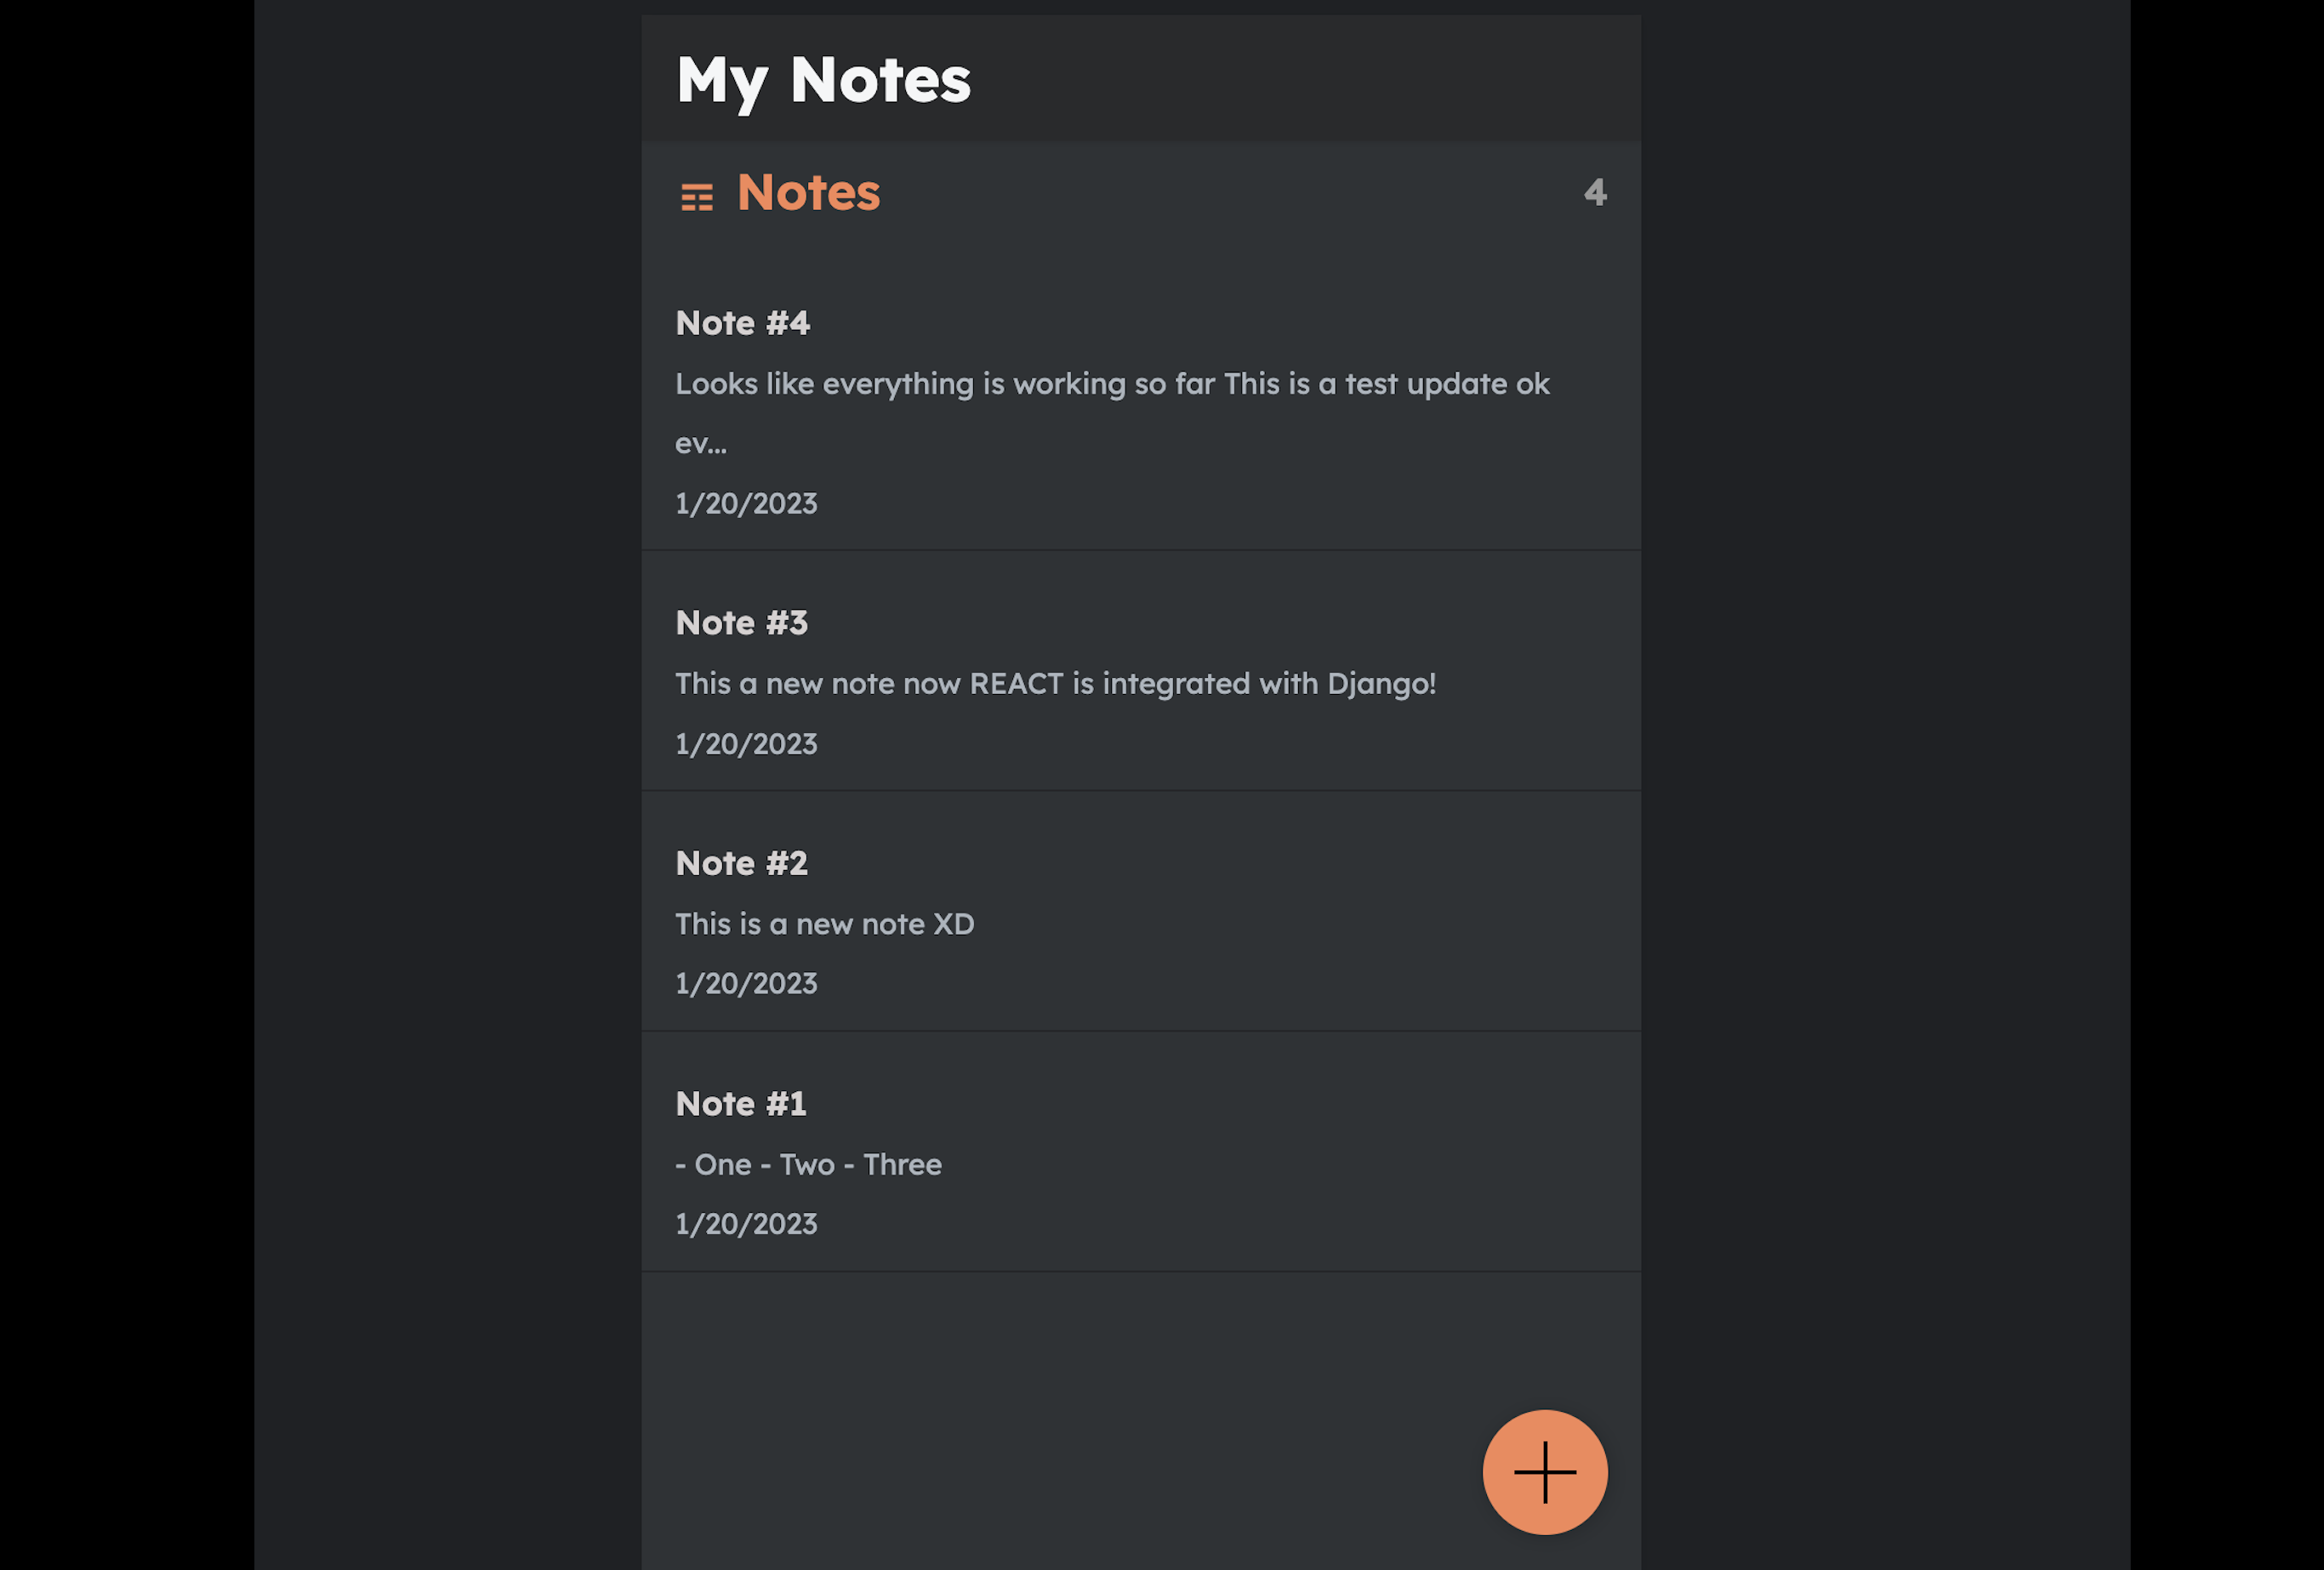 My Notes
Notes
4
Note #4
Looks like everything is working so far This is a test update ok
ev...
1/20/2023
Note #3
This a new note now REACT is integrated with Django!
1/20/2023
Note #2
This is a new note XD
1/20/2023
Note #1
- One - Two - Three
1/20/2023